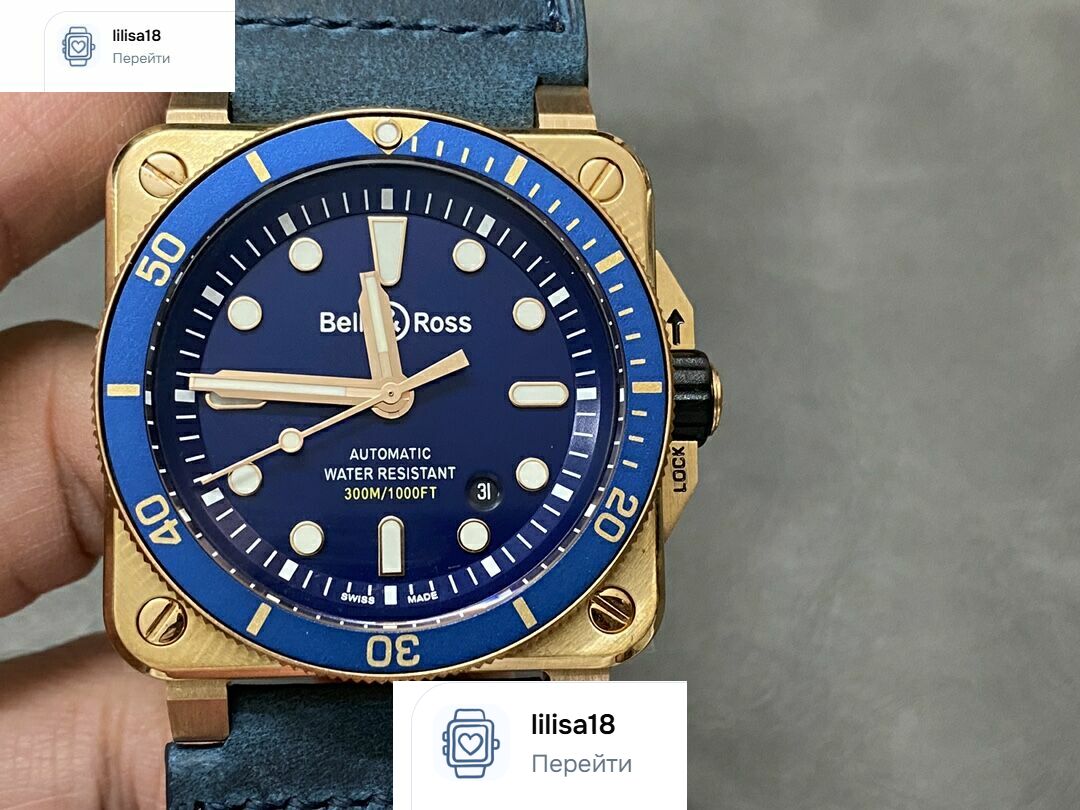 lilisa18
Перейти
50
Bell & Ross
AUTOMATIC
WATER RESISTANT
300M/1000FT
31
LOCK
40
20
SWISS MADE
30
lilisa18
Перейти